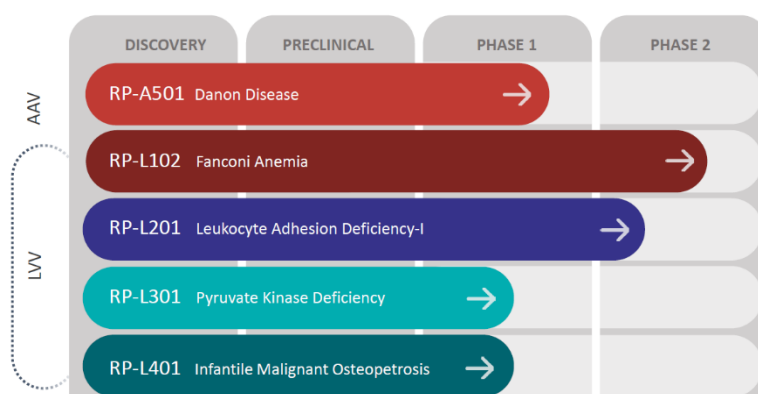 DISCOVERY PRECLINICAL PHASE 1 PHASE 2
AAV
RP-A501 Danon Disease
LVV
RP-L102 Fanconi Anemia
RP-L201 Leukocyte Adhesion Deficiency-I
RP-L301 Pyruvate Kinase Deficiency
RP-L401 Infantile Malignant Osteopetrosis